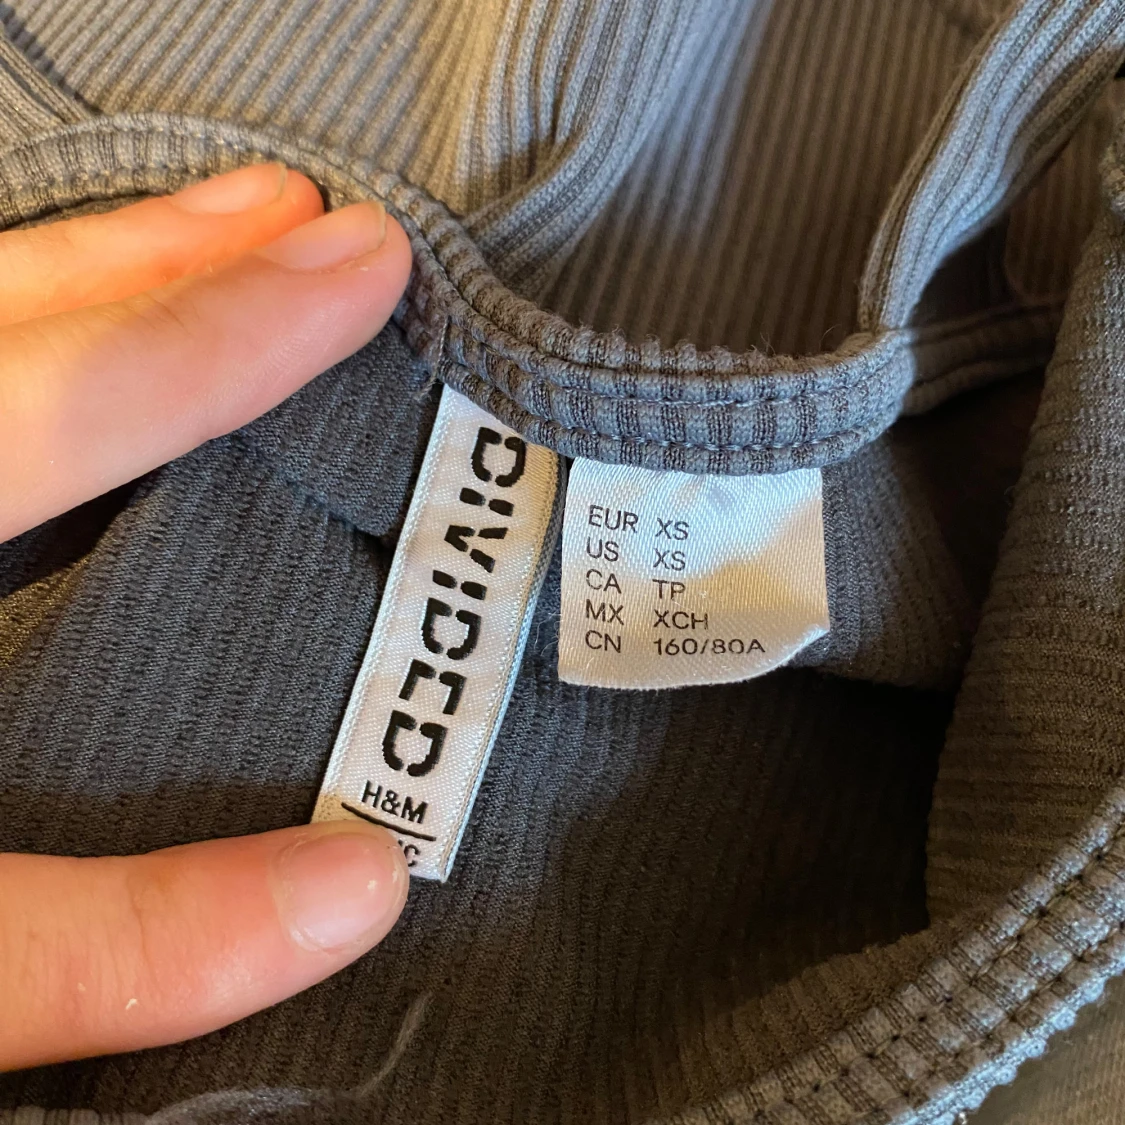 DIVIDED
H&M
EUR XS
US XS
CA TP
MX XCH
CN 160/80A